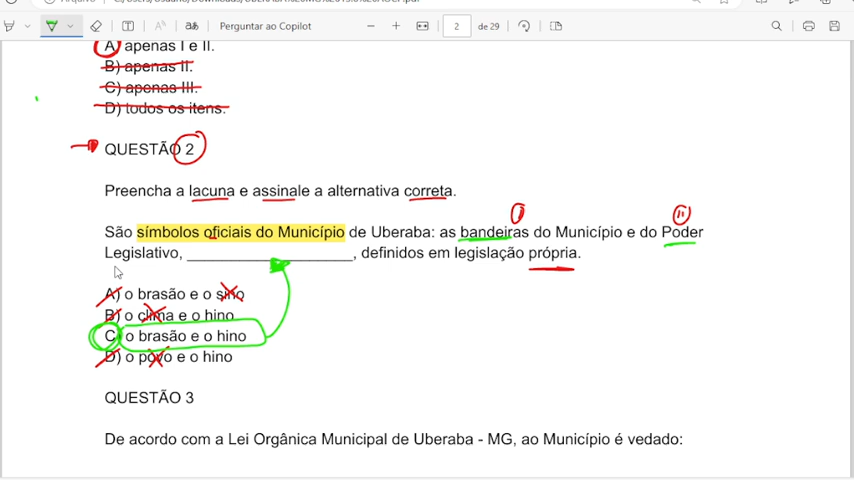 Perguntar ao Copilot
2
de 29
A) apenas I e II.
B) apenas II.
C) apenas III.
D) todos os itens.
QUESTÃO 2
Preencha a lacuna e assinale a alternativa correta.
I
II
São símbolos oficiais do Município de Uberaba: as bandeiras do Município e do Poder
Legislativo, ____________________, definidos em legislação própria.
A) o brasão e o sino
B) o clima e o hino
C) o brasão e o hino
D) o povo e o hino
QUESTÃO 3
De acordo com a Lei Orgânica Municipal de Uberaba - MG, ao Município é vedado: